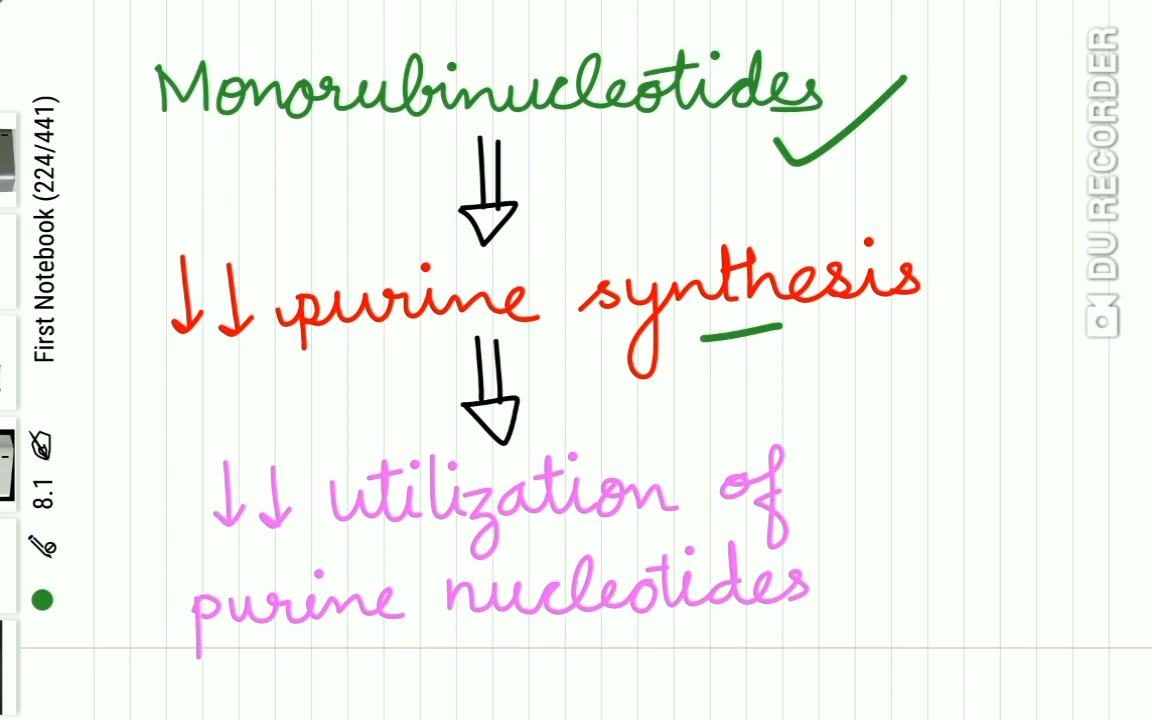 Monorubinucleotides
↓↓ purine synthesis
↓↓ utilization of
purine nucleotides
First Notebook (224/441)
8.1
DU RECORDER